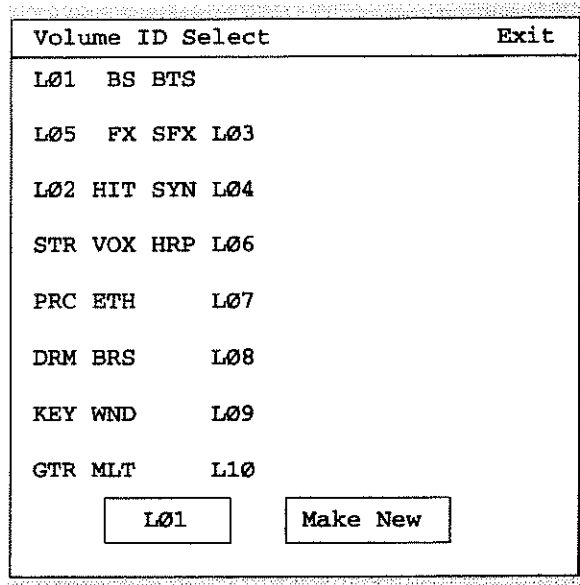 Volume ID Select Exit
LØ1 BS BTS
LØ5 FX SFX LØ3
LØ2 HIT SYN LØ4
STR VOX HRP LØ6
PRC ETH LØ7
DRM BRS LØ8
KEY WND LØ9
GTR MLT L1Ø
LØ1 Make New